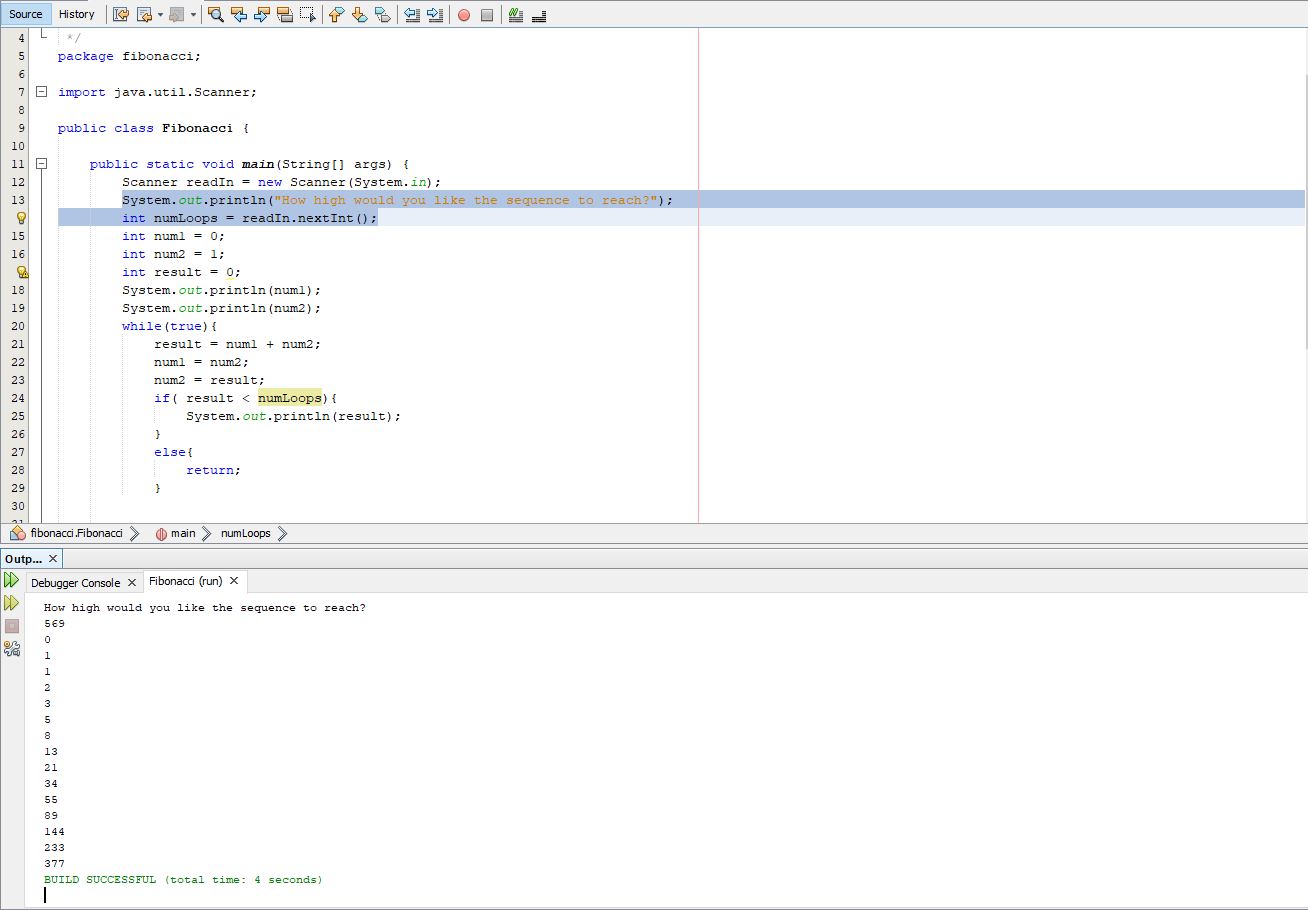 Source History
4 */
5 package fibonacci;
6
7 import java.util.Scanner;
8
9 public class Fibonacci {
10
11 public static void main(String[] args) {
12 Scanner readIn = new Scanner(System.in);
13 System.out.println("How high would you like the sequence to reach?");
int numLoops = readIn.nextInt();
15 int num1 = 0;
16 int num2 = 1;
int result = 0;
18 System.out.println(num1);
19 System.out.println(num2);
20 while(true){
21 result = num1 + num2;
22 num1 = num2;
23 num2 = result;
24 if( result < numLoops){
25 System.out.println(result);
26 }
27 else{
28 return;
29 }
30
31
fibonacci.Fibonacci main numLoops
Outp...
Debugger Console Fibonacci (run)
How high would you like the sequence to reach?
569
0
1
1
2
3
5
8
13
21
34
55
89
144
233
377
BUILD SUCCESSFUL (total time: 4 seconds)